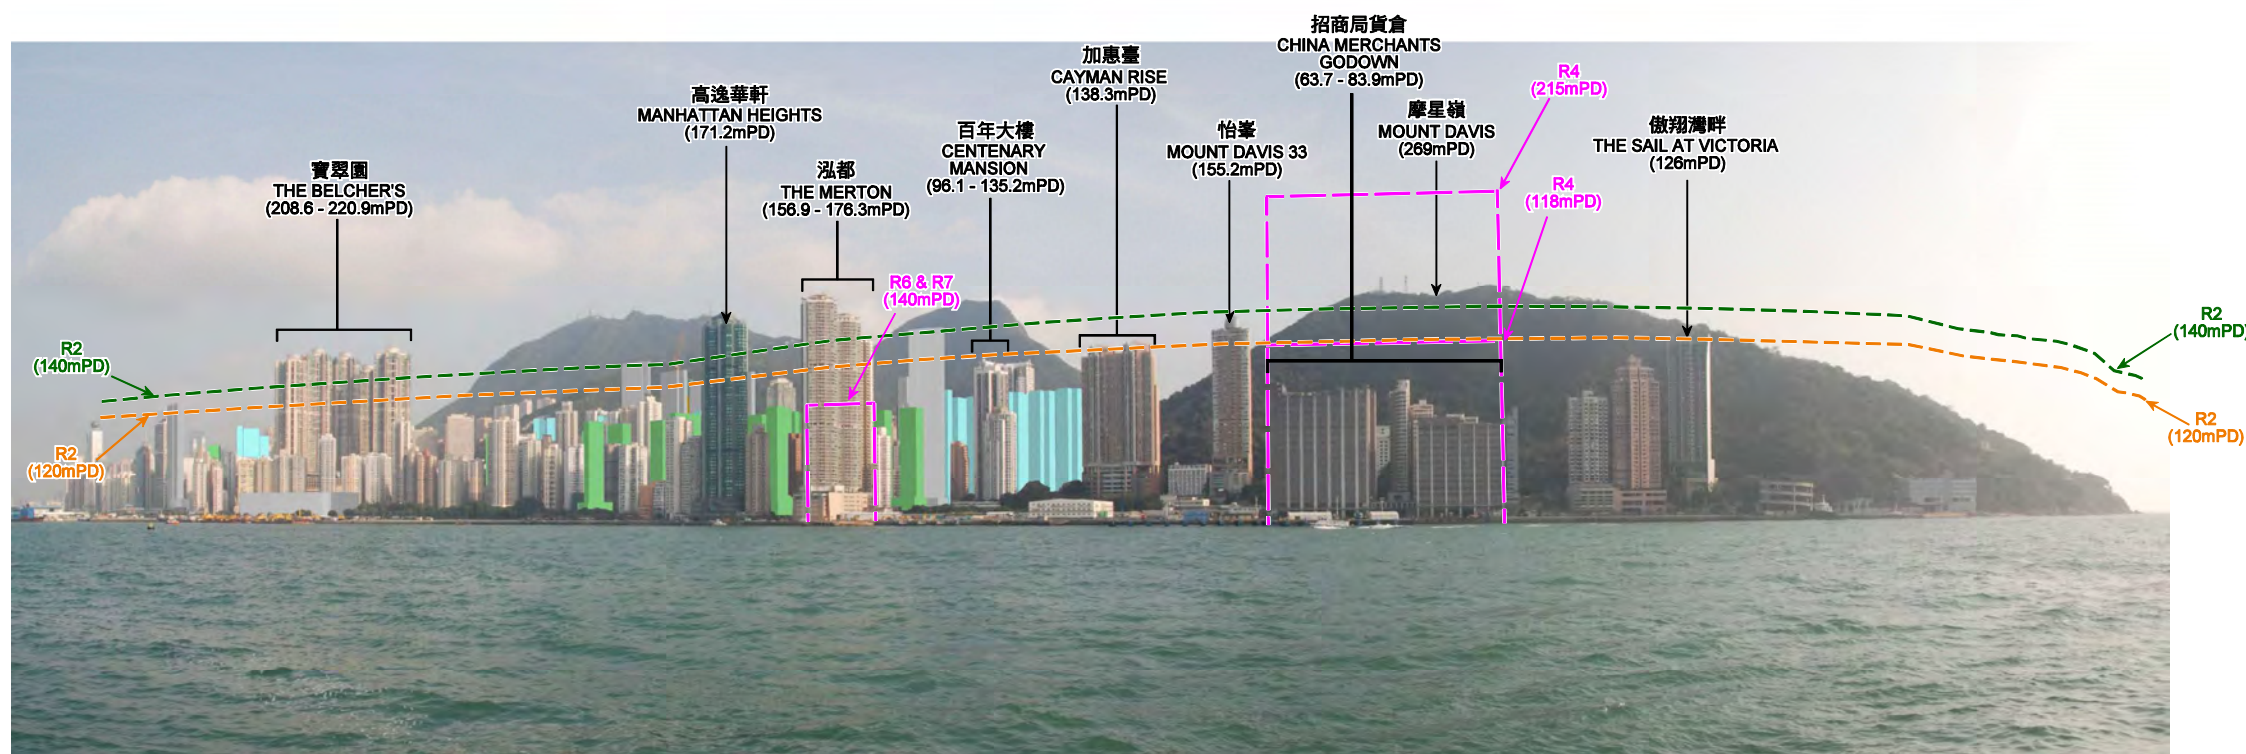 招商局貨倉
CHINA MERCHANTS
GODOWN
(63.7 - 83.9mPD)
加惠臺
CAYMAN RISE
(138.3mPD)
R4
(215mPD)
高逸華軒
MANHATTAN HEIGHTS
(171.2mPD)
摩星嶺
MOUNT DAVIS
(269mPD)
百年大樓
CENTENARY
MANSION
(96.1 - 135.2mPD)
怡峯
MOUNT DAVIS 33
(155.2mPD)
傲翔灣畔
THE SAIL AT VICTORIA
(126mPD)
寶翠園
THE BELCHER'S
(208.6 - 220.9mPD)
泓都
THE MERTON
(156.9 - 176.3mPD)
R4
(118mPD)
R6 & R7
(140mPD)
R2
(140mPD)
R2
(140mPD)
R2
(120mPD)
R2
(120mPD)